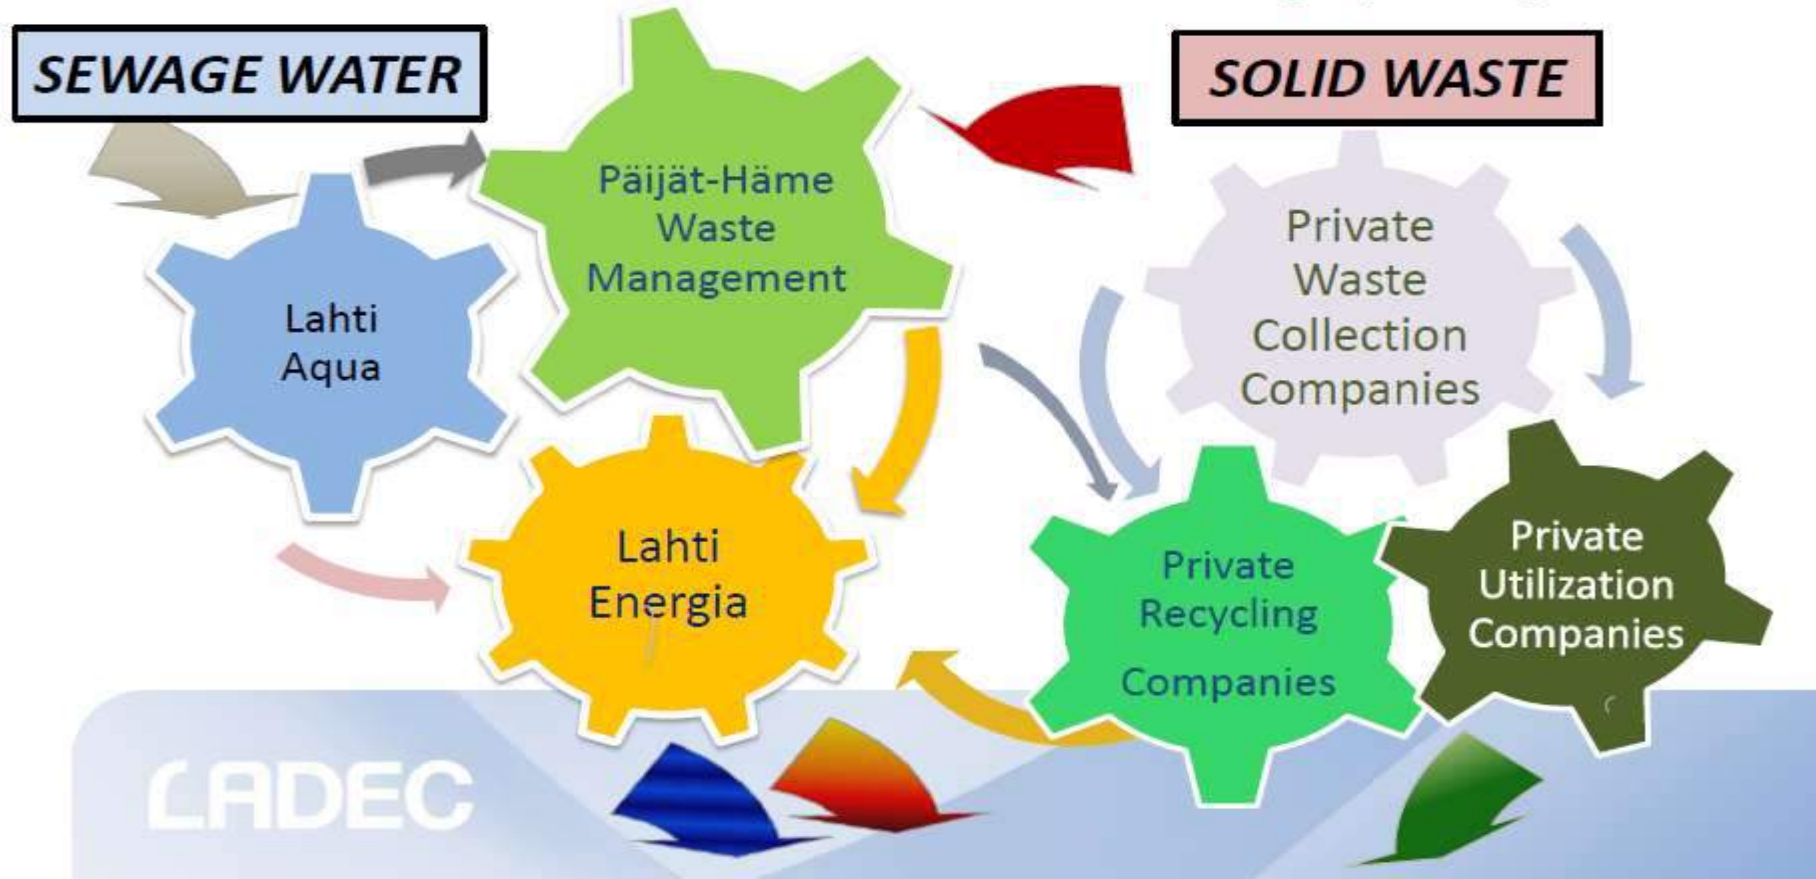 SEWAGE WATER
SOLID WASTE
Päijät-Häme
Waste
Management
Private
Waste
Collection
Companies
Lahti
Aqua
Lahti
Energia
Private
Recycling
Companies
Private
Utilization
Companies
LADEC